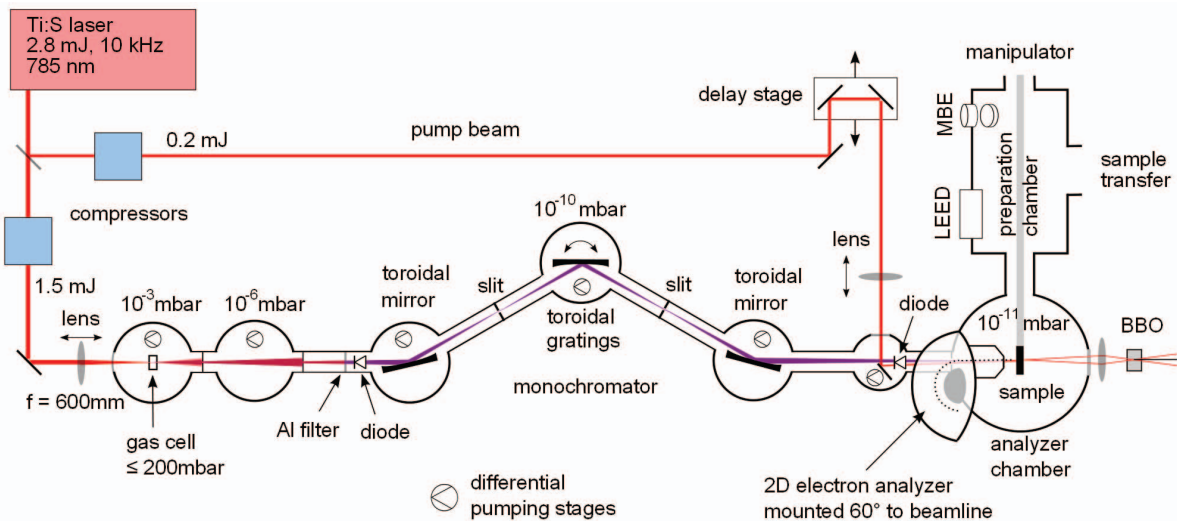 Ti:S laser
2.8 mJ, 10 kHz
785 nm
manipulator
delay stage
MBE
0.2 mJ
pump beam
preparation
chamber
sample
transfer
LEED
compressors
10⁻¹⁰ mbar
lens
toroidal
mirror
slit
slit
toroidal
mirror
1.5 mJ
10⁻³mbar
10⁻⁶mbar
diode
10⁻¹¹ mbar
BBO
lens
toroidal
gratings
monochromator
sample
f = 600mm
Al filter
diode
gas cell
≤ 200mbar
analyzer
chamber
differential
pumping stages
2D electron analyzer
mounted 60° to beamline